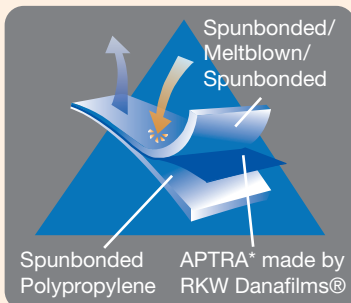 Spunbonded/
Meltblown/
Spunbonded
Spunbonded
Polypropylene
APTRA* made by
RKW Danafilms®